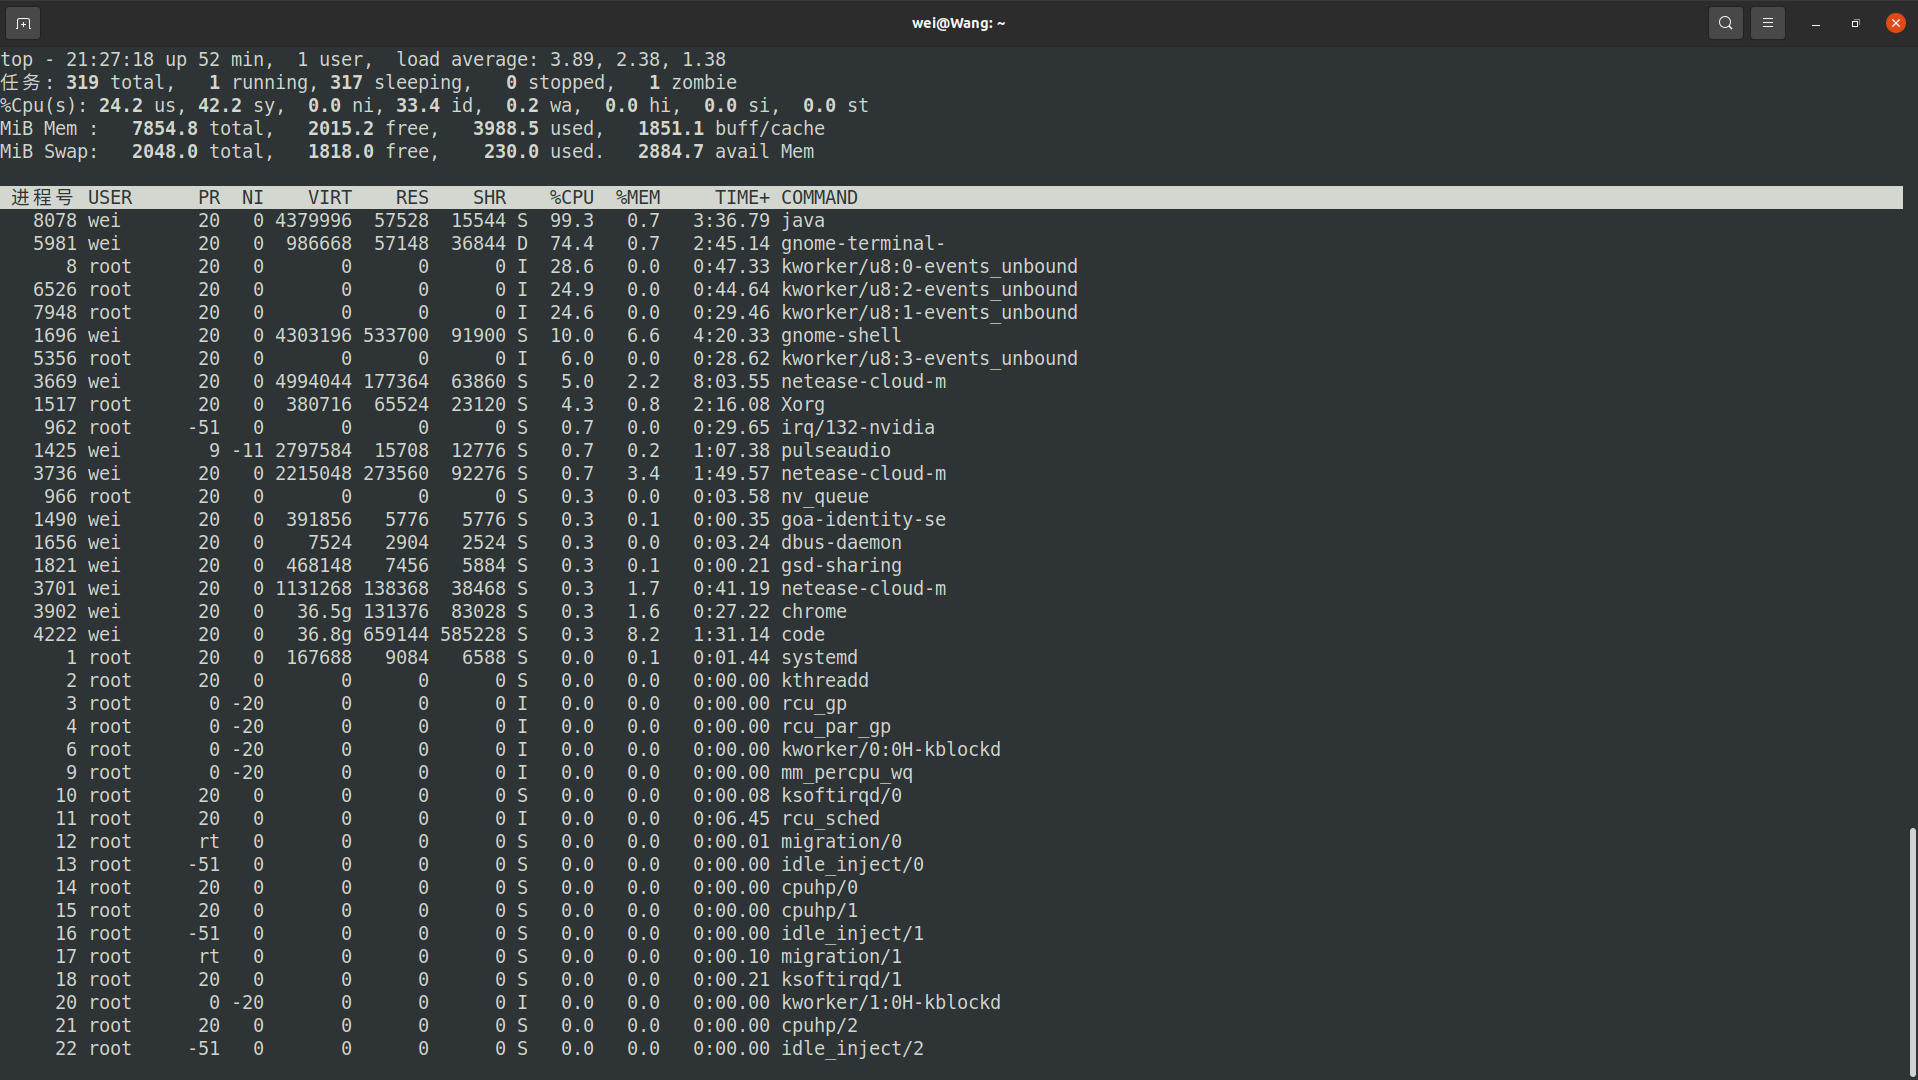 wei@Wang: ~
top - 21:27:18 up 52 min,  1 user,  load average: 3.89, 2.38, 1.38
任务: 319 total,   1 running, 317 sleeping,   0 stopped,   1 zombie
%Cpu(s): 24.2 us, 42.2 sy,  0.0 ni, 33.4 id,  0.2 wa,  0.0 hi,  0.0 si,  0.0 st
MiB Mem :   7854.8 total,   2015.2 free,   3988.5 used,   1851.1 buff/cache
MiB Swap:   2048.0 total,   1818.0 free,    230.0 used.   2884.7 avail Mem
进程号 USER      PR  NI    VIRT    RES    SHR    %CPU  %MEM     TIME+ COMMAND
8078 wei       20   0 4379996  57528  15544 S  99.3   0.7   3:36.79 java
5981 wei       20   0  986668  57148  36844 D  74.4   0.7   2:45.14 gnome-terminal-
8 root      20   0       0      0      0 I  28.6   0.0   0:47.33 kworker/u8:0-events_unbound
6526 root      20   0       0      0      0 I  24.9   0.0   0:44.64 kworker/u8:2-events_unbound
7948 root      20   0       0      0      0 I  24.6   0.0   0:29.46 kworker/u8:1-events_unbound
1696 wei       20   0 4303196 533700  91900 S  10.0   6.6   4:20.33 gnome-shell
5356 root      20   0       0      0      0 I   6.0   0.0   0:28.62 kworker/u8:3-events_unbound
3669 wei       20   0 4994044 177364  63860 S   5.0   2.2   8:03.55 netease-cloud-m
1517 root      20   0  380716  65524  23120 S   4.3   0.8   2:16.08 Xorg
962 root     -51   0       0      0      0 S   0.7   0.0   0:29.65 irq/132-nvidia
1425 wei        9 -11 2797584  15708  12776 S   0.7   0.2   1:07.38 pulseaudio
3736 wei       20   0 2215048 273560  92276 S   0.7   3.4   1:49.57 netease-cloud-m
966 root      20   0       0      0      0 S   0.3   0.0   0:03.58 nv_queue
1490 wei       20   0  391856   5776   5776 S   0.3   0.1   0:00.35 goa-identity-se
1656 wei       20   0    7524   2904   2524 S   0.3   0.0   0:03.24 dbus-daemon
1821 wei       20   0  468148   7456   5884 S   0.3   0.1   0:00.21 gsd-sharing
3701 wei       20   0 1131268 138368  38468 S   0.3   1.7   0:41.19 netease-cloud-m
3902 wei       20   0   36.5g 131376  83028 S   0.3   1.6   0:27.22 chrome
4222 wei       20   0   36.8g 659144 585228 S   0.3   8.2   1:31.14 code
1 root      20   0  167688   9084   6588 S   0.0   0.1   0:01.44 systemd
2 root      20   0       0      0      0 S   0.0   0.0   0:00.00 kthreadd
3 root       0 -20       0      0      0 I   0.0   0.0   0:00.00 rcu_gp
4 root       0 -20       0      0      0 I   0.0   0.0   0:00.00 rcu_par_gp
6 root       0 -20       0      0      0 I   0.0   0.0   0:00.00 kworker/0:0H-kblockd
9 root       0 -20       0      0      0 I   0.0   0.0   0:00.00 mm_percpu_wq
10 root      20   0       0      0      0 S   0.0   0.0   0:00.08 ksoftirqd/0
11 root      20   0       0      0      0 I   0.0   0.0   0:06.45 rcu_sched
12 root      rt   0       0      0      0 S   0.0   0.0   0:00.01 migration/0
13 root     -51   0       0      0      0 S   0.0   0.0   0:00.00 idle_inject/0
14 root      20   0       0      0      0 S   0.0   0.0   0:00.00 cpuhp/0
15 root      20   0       0      0      0 S   0.0   0.0   0:00.00 cpuhp/1
16 root     -51   0       0      0      0 S   0.0   0.0   0:00.00 idle_inject/1
17 root      rt   0       0      0      0 S   0.0   0.0   0:00.10 migration/1
18 root      20   0       0      0      0 S   0.0   0.0   0:00.21 ksoftirqd/1
20 root       0 -20       0      0      0 I   0.0   0.0   0:00.00 kworker/1:0H-kblockd
21 root      20   0       0      0      0 S   0.0   0.0   0:00.00 cpuhp/2
22 root     -51   0       0      0      0 S   0.0   0.0   0:00.00 idle_inject/2